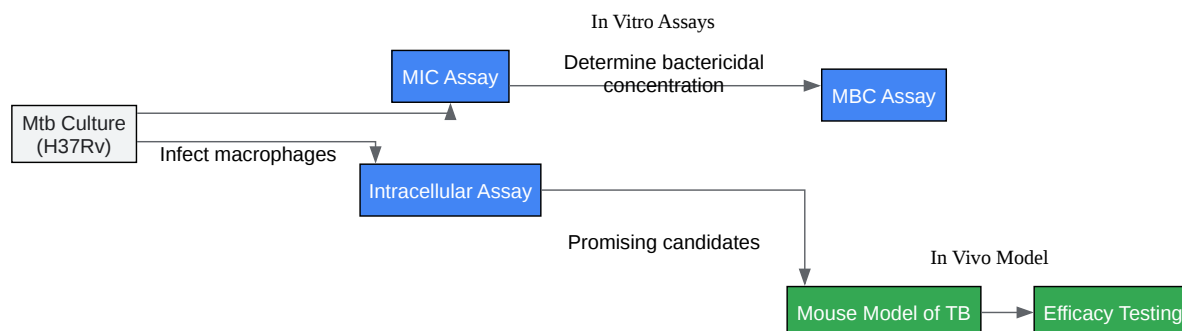 In Vitro Assays
MIC Assay
Determine bactericidal
concentration
MBC Assay
Mtb Culture
(H37Rv)
Infect macrophages
Intracellular Assay
Promising candidates
In Vivo Model
Mouse Model of TB
Efficacy Testing